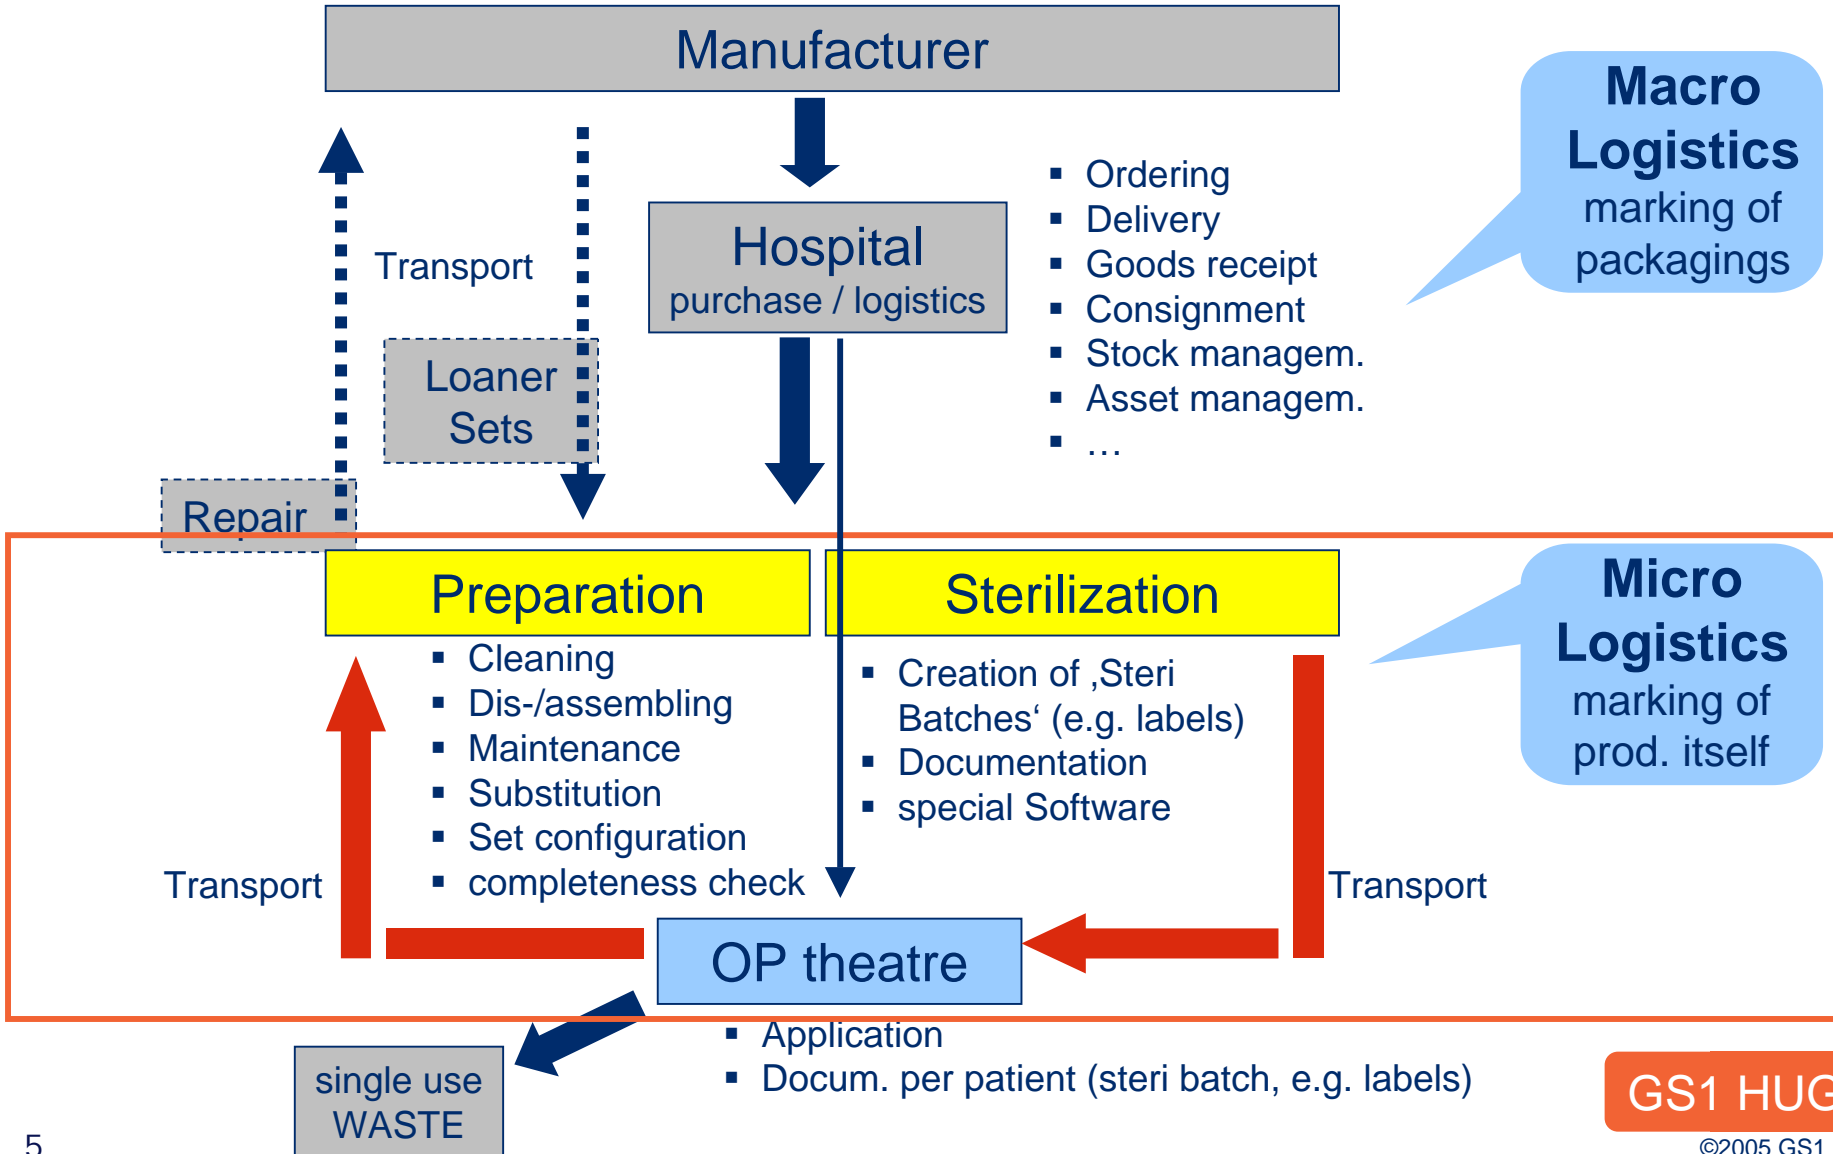 Manufacturer
Macro
Logistics
marking of
packagings
Transport
Hospital
purchase / logistics
▪ Ordering
▪ Delivery
▪ Goods receipt
▪ Consignment
▪ Stock managem.
▪ Asset managem.
▪ …
Loaner
Sets
Repair
Preparation
Sterilization
Micro
Logistics
marking of
prod. itself
▪ Cleaning
▪ Dis-/assembling
▪ Maintenance
▪ Substitution
▪ Set configuration
▪ completeness check
▪ Creation of ‚Steri
Batches‘ (e.g. labels)
▪ Documentation
▪ special Software
Transport
Transport
OP theatre
▪ Application
▪ Docum. per patient (steri batch, e.g. labels)
single use
WASTE
GS1 HUG
5
©2005 GS1